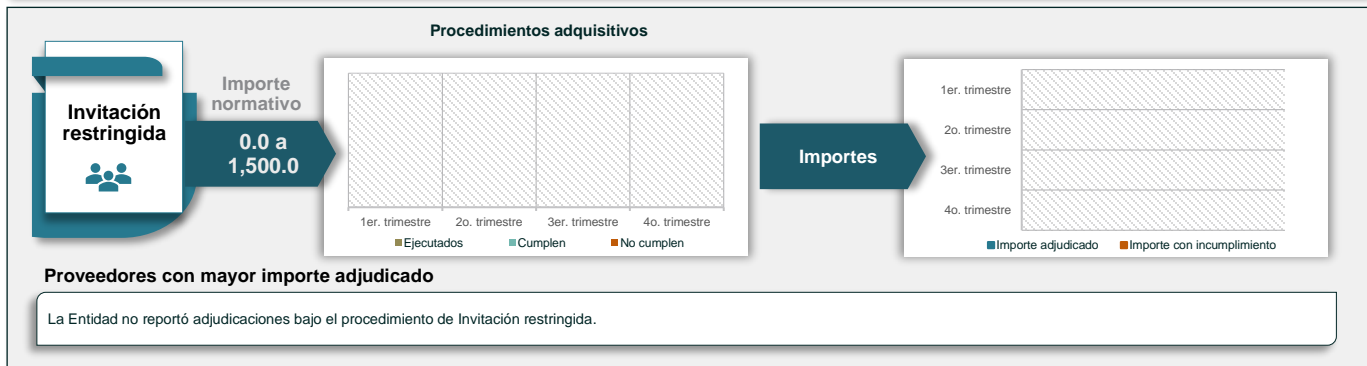 Procedimientos adquisitivos
Invitación
restringida
Importe
normativo
0.0 a
1,500.0
1er. trimestre 2o. trimestre 3er. trimestre 4o. trimestre
Ejecutados Cumplen No cumplen
Importes
1er. trimestre
2o. trimestre
3er. trimestre
4o. trimestre
Importe adjudicado Importe con incumplimiento
Proveedores con mayor importe adjudicado
La Entidad no reportó adjudicaciones bajo el procedimiento de Invitación restringida.